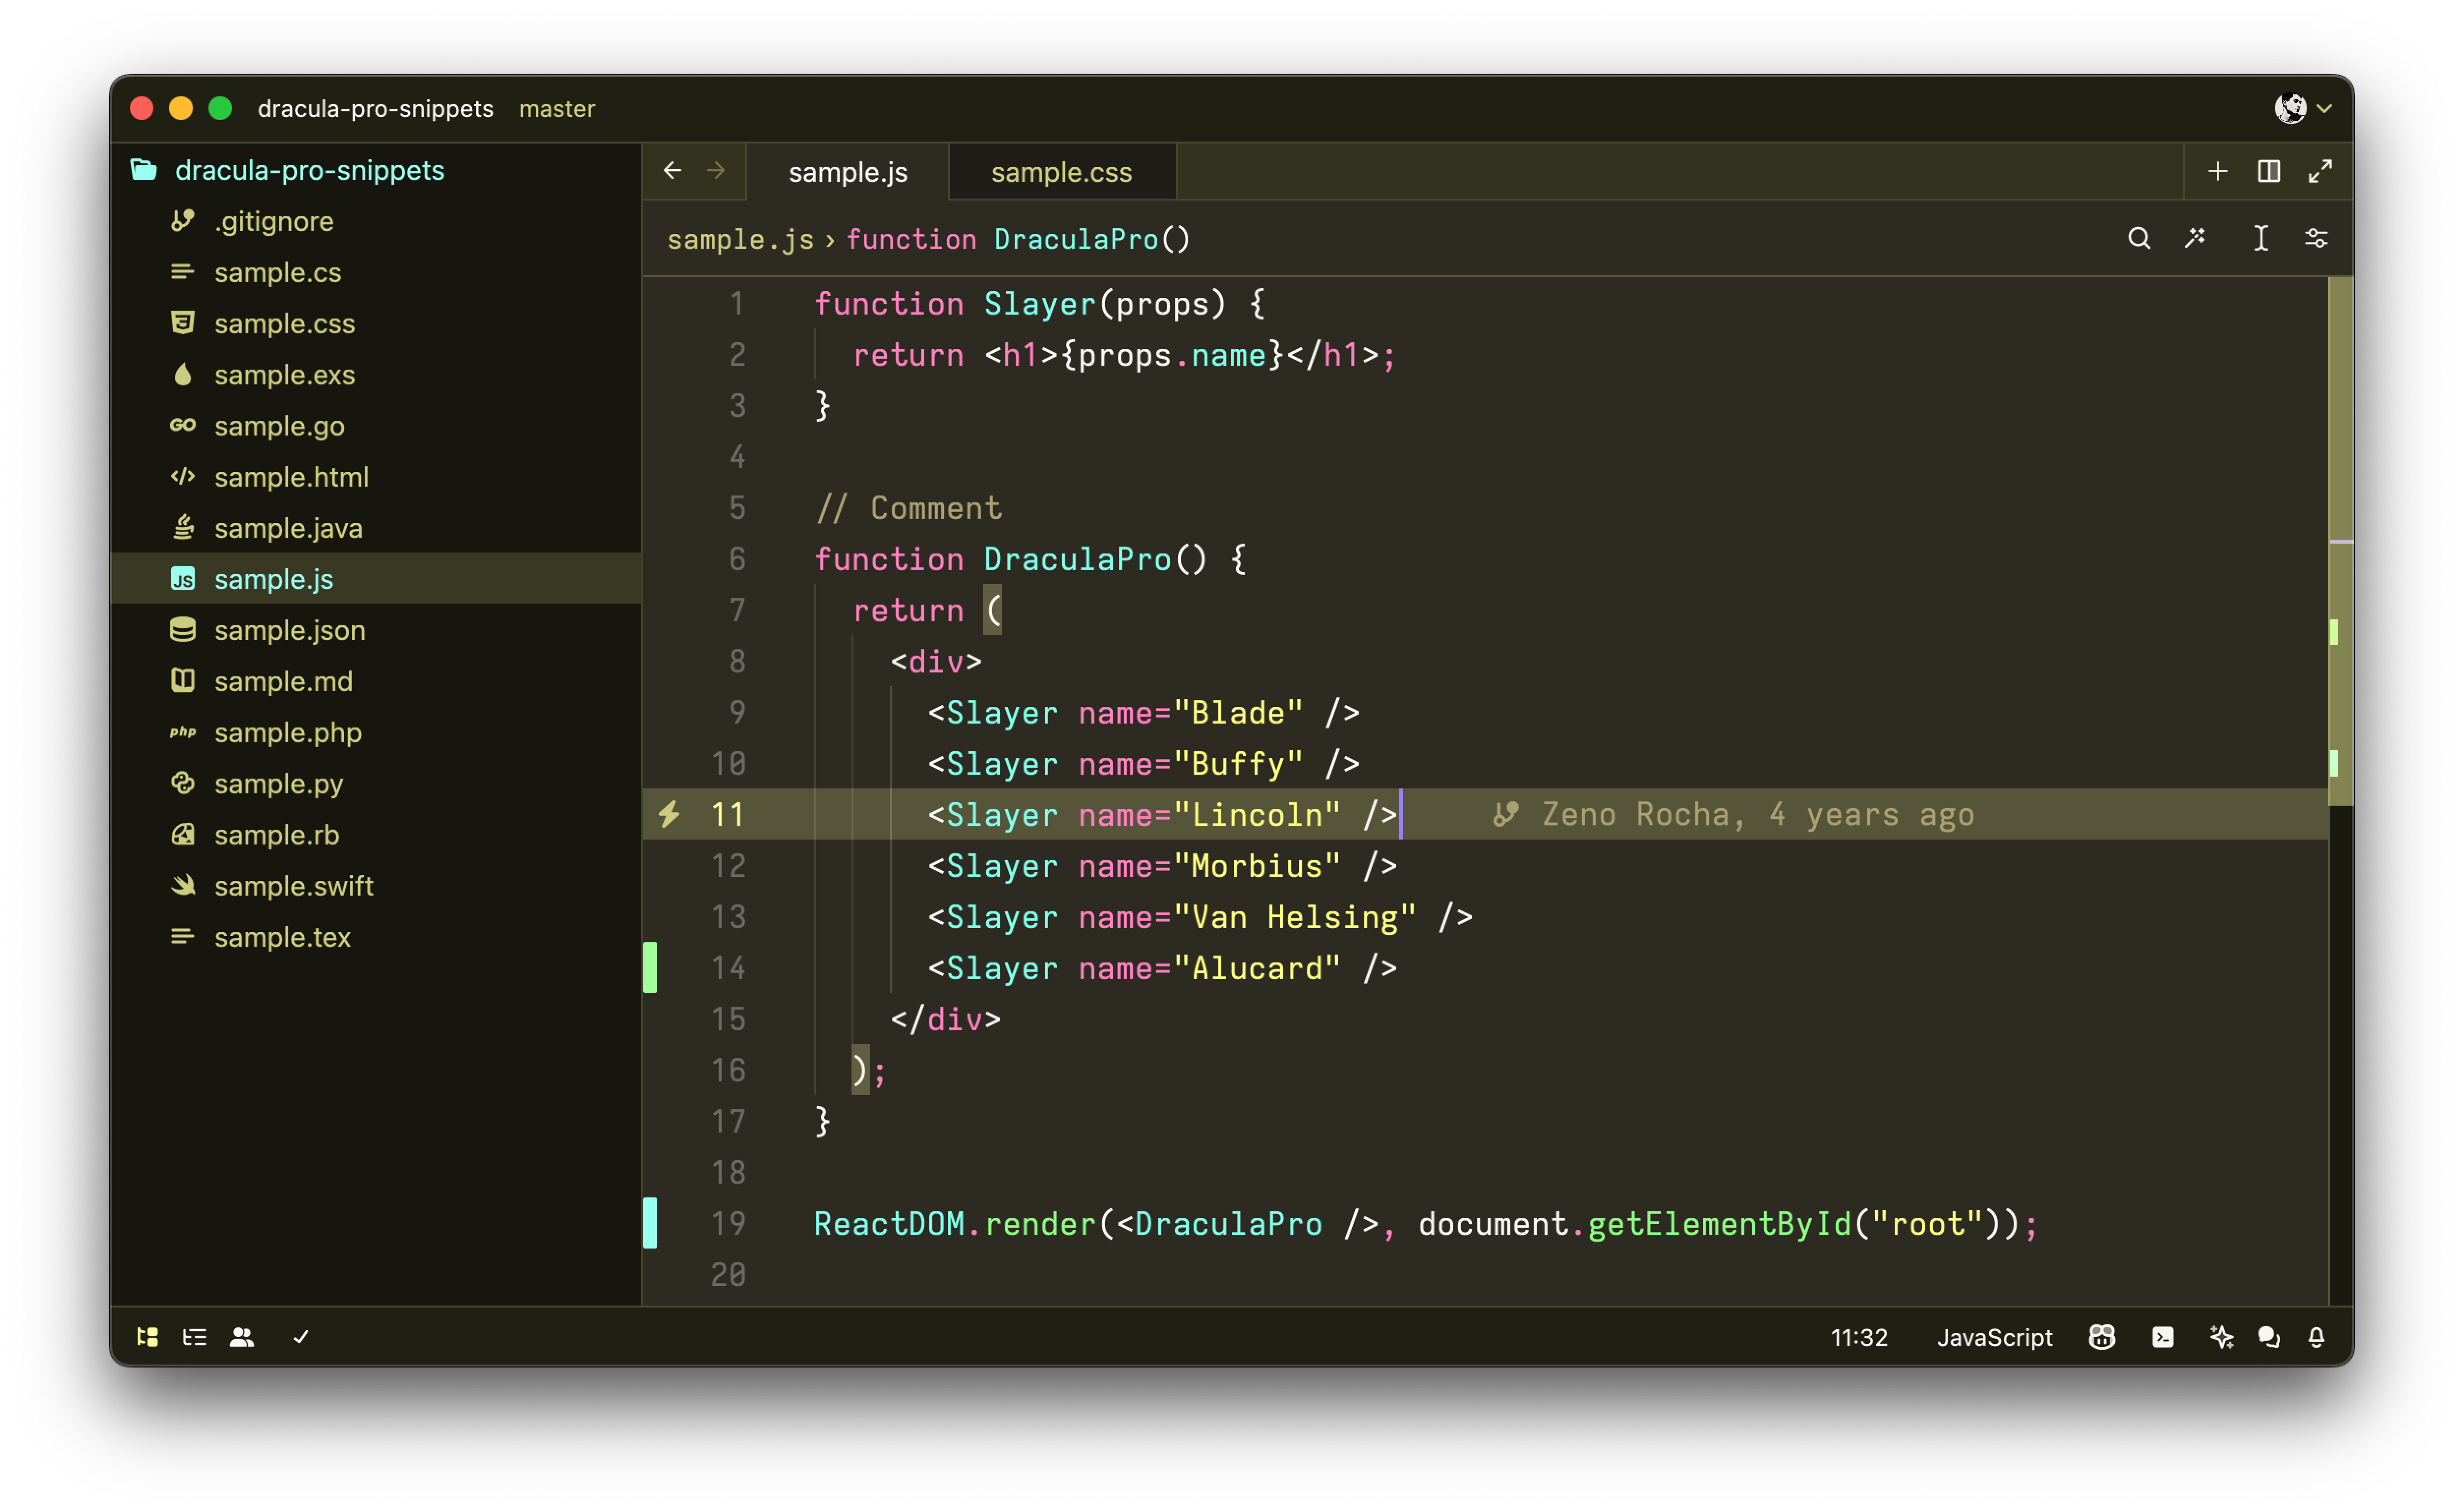 dracula-pro-snippets master
dracula-pro-snippets
.gitignore
sample.cs
sample.css
sample.exs
GO sample.go
sample.html
sample.java
JS sample.js
sample.json
sample.md
php sample.php
sample.py
sample.rb
sample.swift
sample.tex
sample.js sample.css
sample.js › function DraculaPro()
1 function Slayer(props) {
2   return <h1>{props.name}</h1>;
3 }
4
5 // Comment
6 function DraculaPro() {
7   return (
8     <div>
9       <Slayer name="Blade" />
10       <Slayer name="Buffy" />
11       <Slayer name="Lincoln" /> Zeno Rocha, 4 years ago
12       <Slayer name="Morbius" />
13       <Slayer name="Van Helsing" />
14       <Slayer name="Alucard" />
15     </div>
16   );
17 }
18
19 ReactDOM.render(<DraculaPro />, document.getElementById("root"));
20
11:32 JavaScript